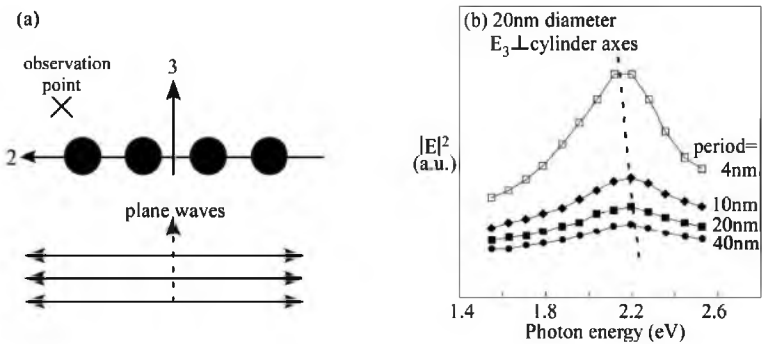 (a)
3
observation
point
2
plane waves
(b) 20nm diameter
E₃⊥cylinder axes
|E|²
(a.u.)
period=
4nm
10nm
20nm
40nm
1.4 1.8 2.2 2.6
Photon energy (eV)